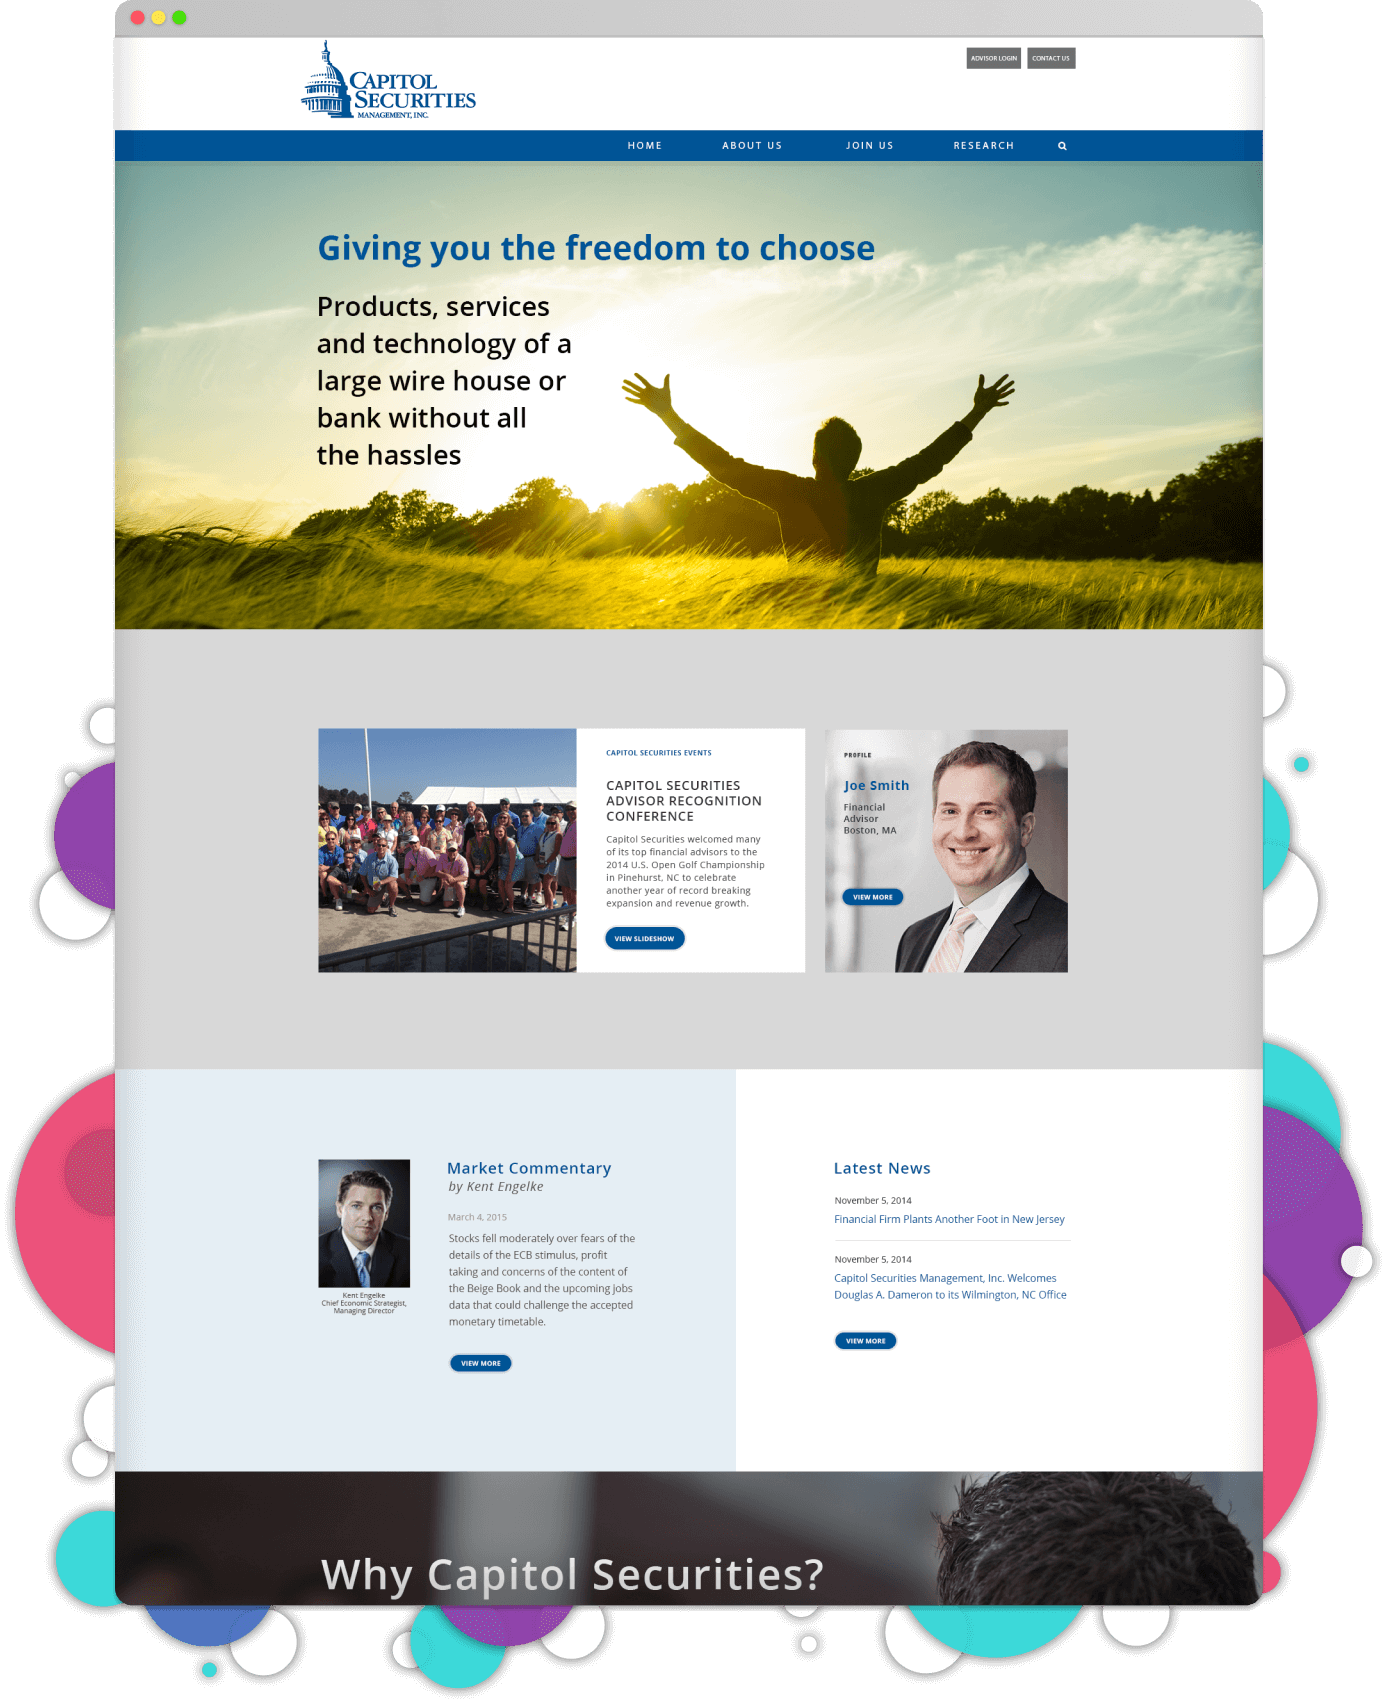 CAPITOL
SECURITIES
MANAGEMENT, INC.
ADVISOR LOGIN
CONTACT US
HOME
ABOUT US
JOIN US
RESEARCH
Giving you the freedom to choose
Products, services
and technology of a
large wire house or
bank without all
the hassles
CAPITOL SECURITIES EVENTS
CAPITOL SECURITIES
ADVISOR RECOGNITION
CONFERENCE
Capitol Securities welcomed many
of its top financial advisors to the
2014 U.S. Open Golf Championship
in Pinehurst, NC to celebrate
another year of record breaking
expansion and revenue growth.
VIEW SLIDESHOW
PROFILE
Joe Smith
Financial
Advisor
Boston, MA
VIEW MORE
Kent Engelke
Chief Economic Strategist,
Managing Director
Market Commentary
by Kent Engelke
March 4, 2015
Stocks fell moderately over fears of the
details of the ECB stimulus, profit
taking and concerns of the content of
the Beige Book and the upcoming jobs
data that could challenge the accepted
monetary timetable.
VIEW MORE
Latest News
November 5, 2014
Financial Firm Plants Another Foot in New Jersey
November 5, 2014
Capitol Securities Management, Inc. Welcomes
Douglas A. Dameron to its Wilmington, NC Office
VIEW MORE
Why Capitol Securities?